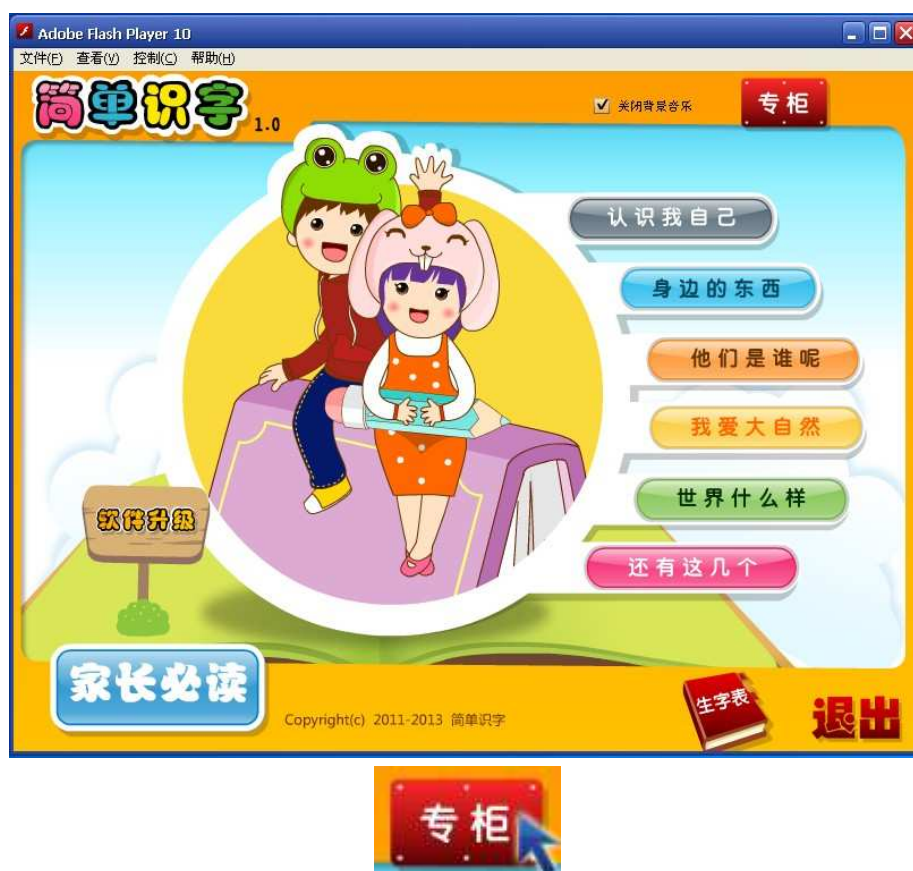 Adobe Flash Player 10
文件(F) 查看(V) 控制(C) 帮助(H)
简单识字 1.0
关闭背景音乐
专柜
认识我自己
身边的东西
他们是谁呢
我爱大自然
世界什么样
还有这几个
软件升级
家长必读
Copyright(c) 2011-2013 简单识字
生字表
退出
专柜